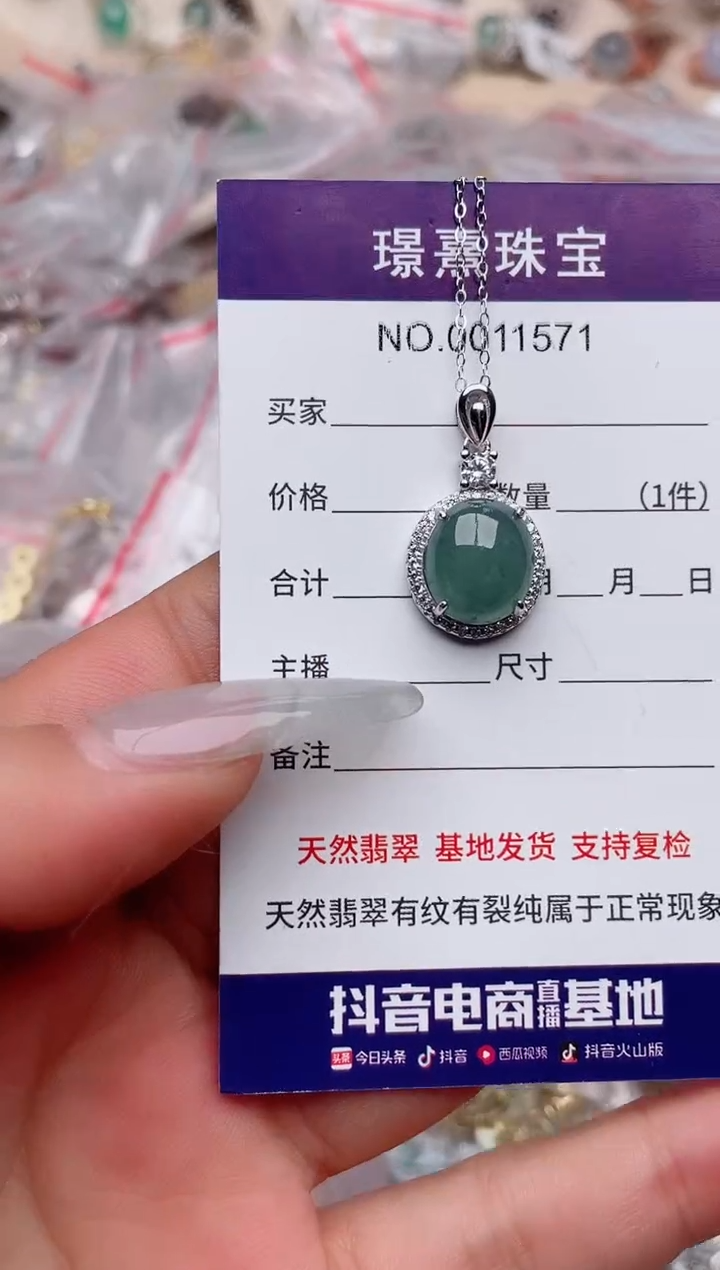 璟熹珠宝
NO.0011571
买家
价格 数量 (1件)
合计 月 日
主播 尺寸
备注
天然翡翠 基地发货 支持复检
天然翡翠有纹有裂纯属于正常现象
抖音电商直播基地
头条 今日头条 抖音 西瓜视频 抖音火山版